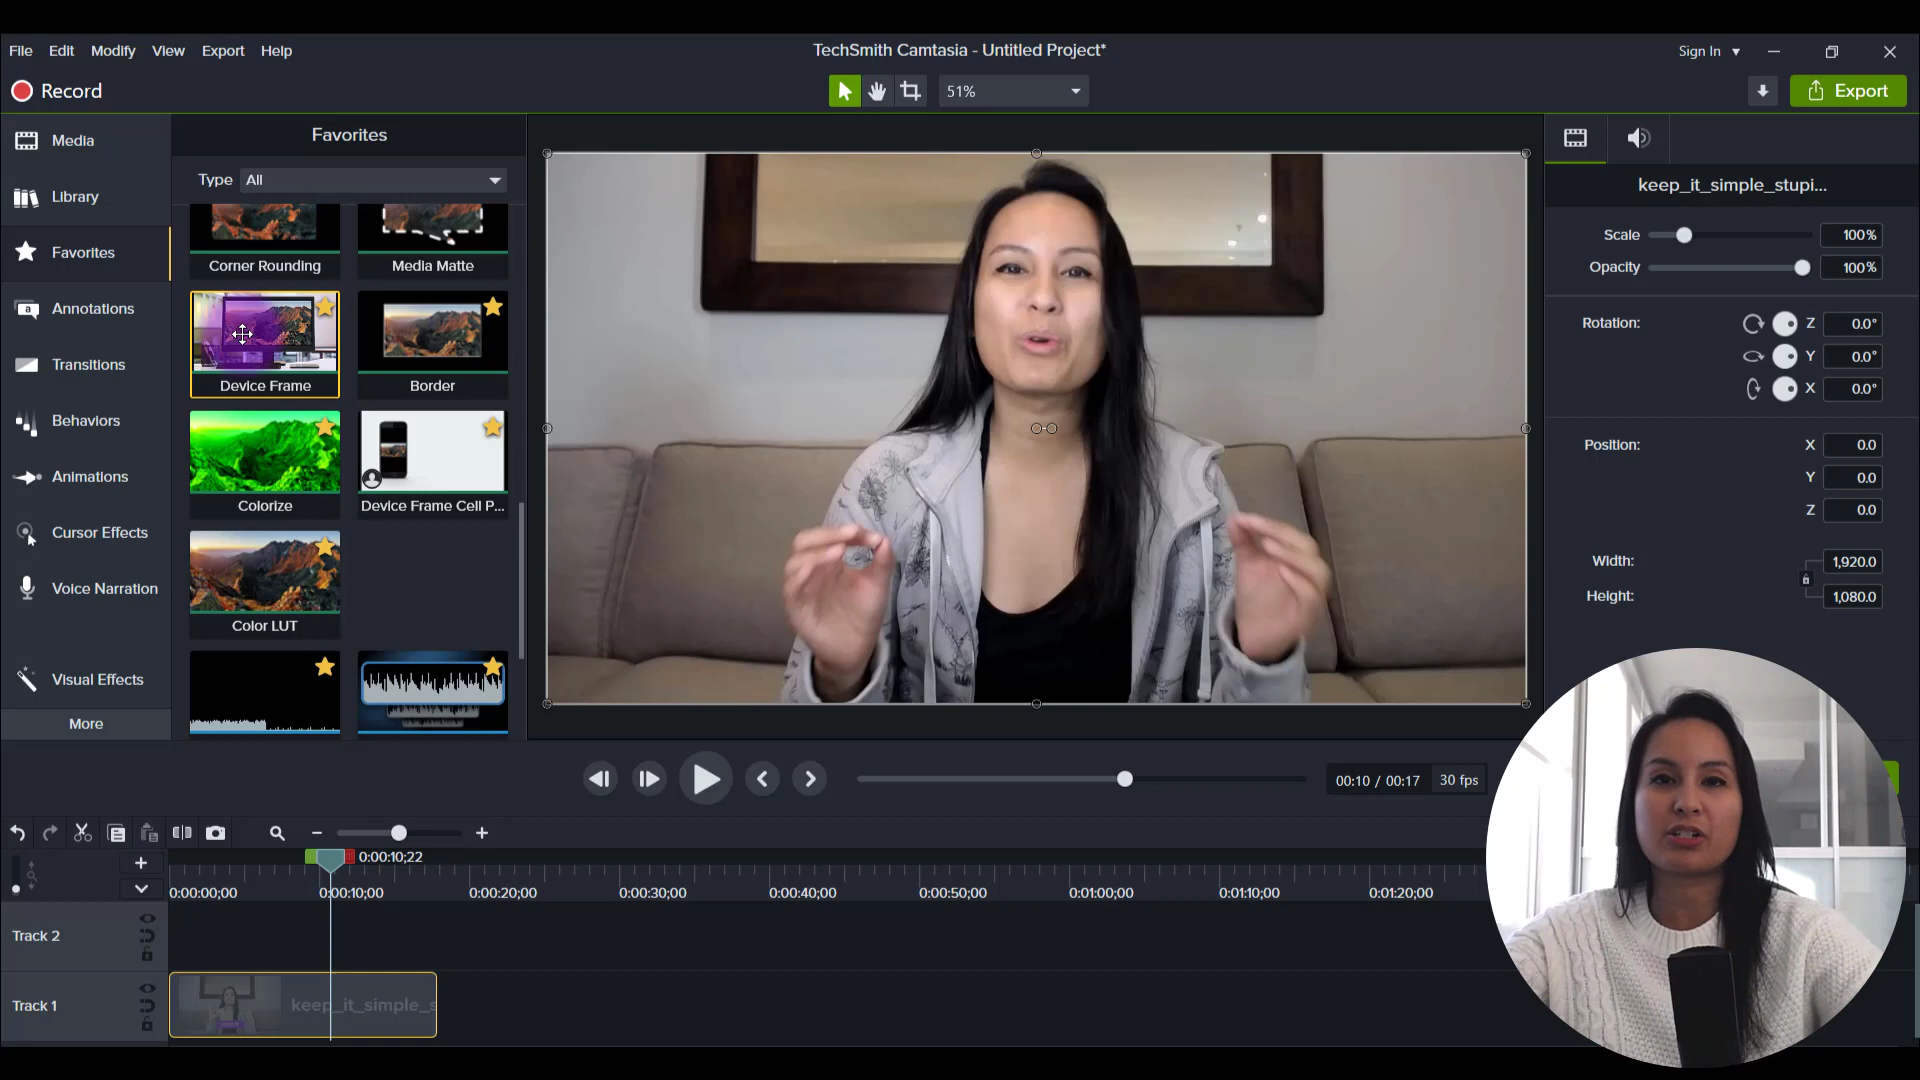 File Edit Modify View Export Help
TechSmith Camtasia - Untitled Project*
Sign In
Record
51%
Export
Media
Library
Favorites
Annotations
Transitions
Behaviors
Animations
Cursor Effects
Voice Narration
Visual Effects
More
Favorites
Type All
Corner Rounding Media Matte
Device Frame Border
Colorize Device Frame Cell P...
Color LUT
keep_it_simple_stupi...
Scale 100%
Opacity 100%
Rotation: Z 0.0°
Y 0.0°
X 0.0°
Position: X 0.0
Y 0.0
Z 0.0
Width: 1,920.0
Height: 1,080.0
00:10 / 00:17 30 fps
0:00:10;22
0:00:00;00 0:00:10;00 0:00:20;00 0:00:30;00 0:00:40;00 0:00:50;00 0:01:00;00 0:01:10;00 0:01:20;00
Track 2
Track 1
keep_it_simple_s